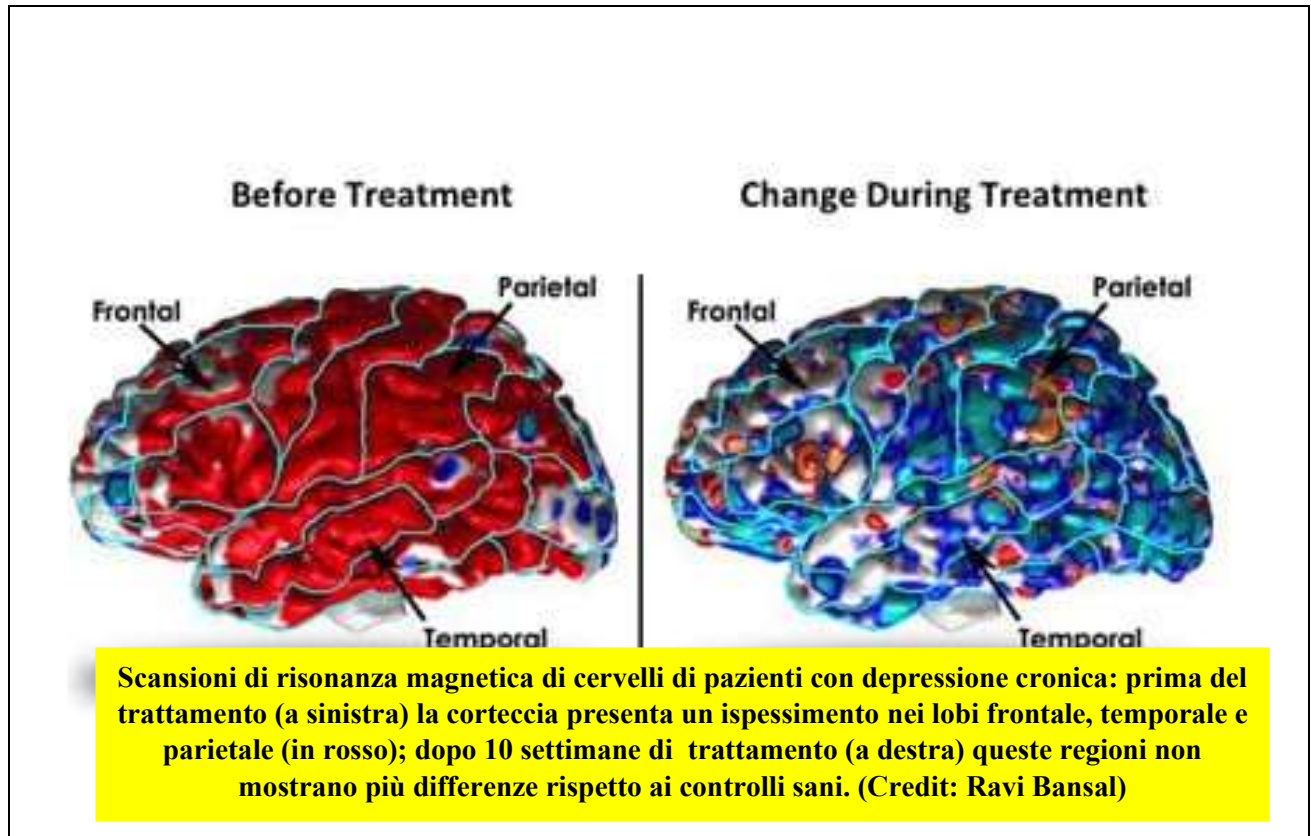 Before Treatment
Change During Treatment
Frontal
Parietal
Temporal
Frontal
Parietal
Temporal
Scansioni di risonanza magnetica di cervelli di pazienti con depressione cronica: prima del
trattamento (a sinistra) la corteccia presenta un ispessimento nei lobi frontale, temporale e
parietale (in rosso); dopo 10 settimane di  trattamento (a destra) queste regioni non
mostrano più differenze rispetto ai controlli sani. (Credit: Ravi Bansal)